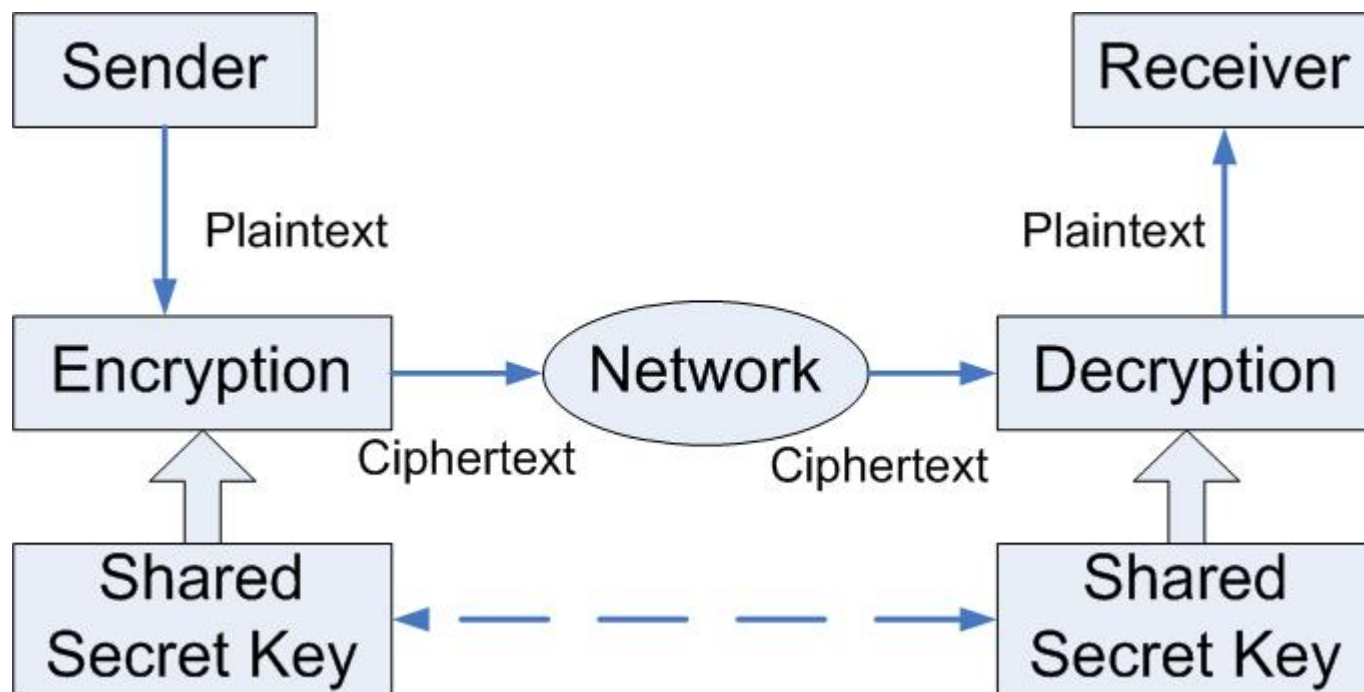 Sender
Receiver
Plaintext
Plaintext
Encryption
Network
Decryption
Ciphertext
Ciphertext
Shared
Secret Key
Shared
Secret Key